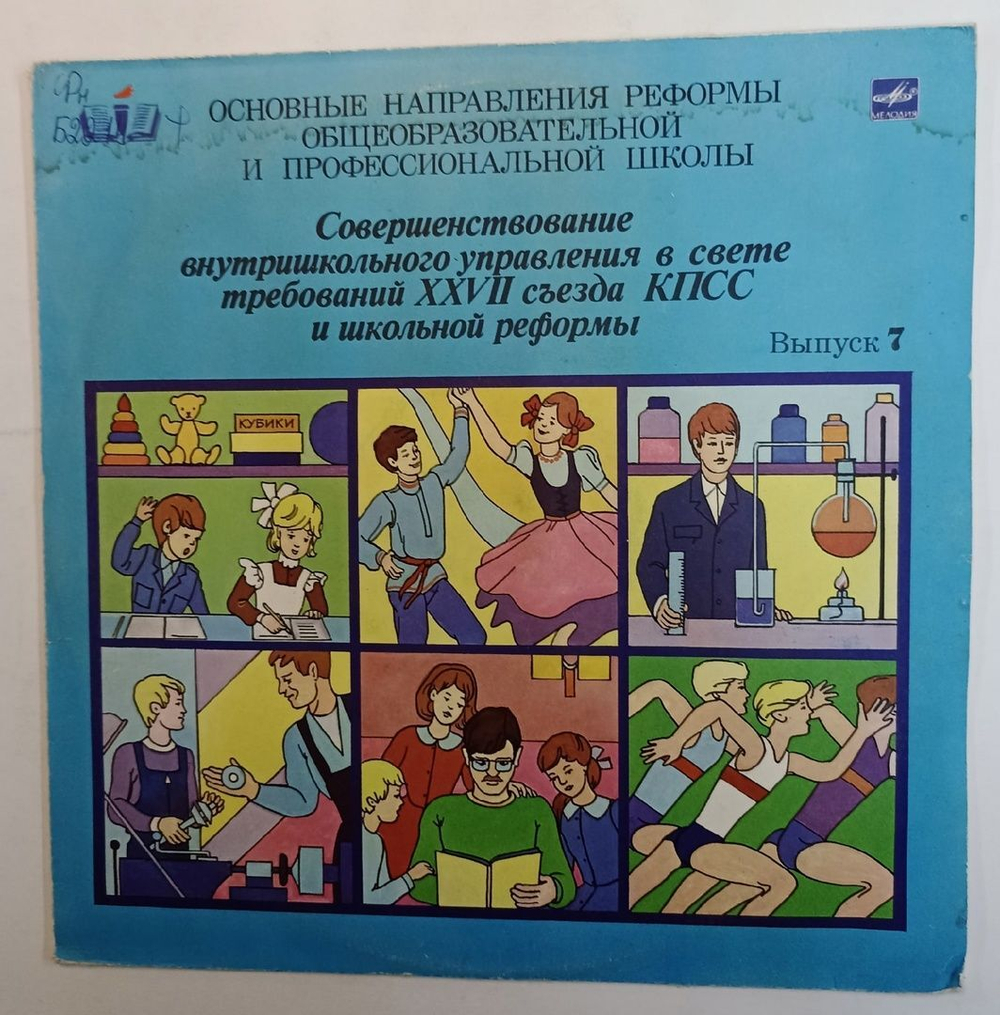 Фн
ОСНОВНЫЕ НАПРАВЛЕНИЯ РЕФОРМЫ
ОБЩЕОБРАЗОВАТЕЛЬНОЙ
И ПРОФЕССИОНАЛЬНОЙ ШКОЛЫ
МЕЛОДИЯ
Совершенствование
внутришкольного управления в свете
требований XXVII съезда КПСС
и школьной реформы
Выпуск 7
КУБИКИ